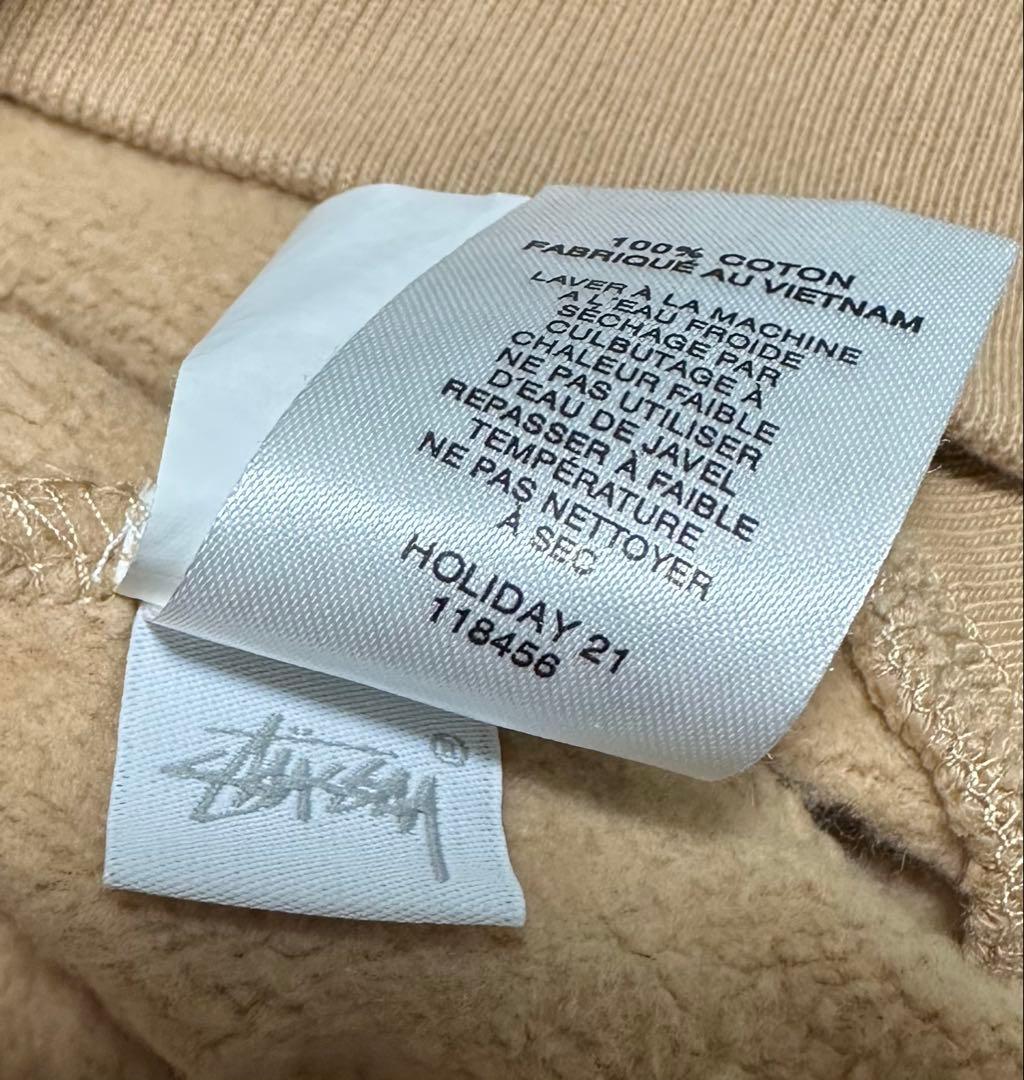 100% COTON
FABRIQUÉ AU VIETNAM
LAVER À LA MACHINE
À L'EAU FROIDE
SÉCHAGE PAR
CULBUTAGE À
CHALEUR FAIBLE
NE PAS UTILISER
D'EAU DE JAVEL
REPASSER À FAIBLE
TEMPÉRATURE
NE PAS NETTOYER
À SEC
HOLIDAY 21
118456
STÜSSY ®